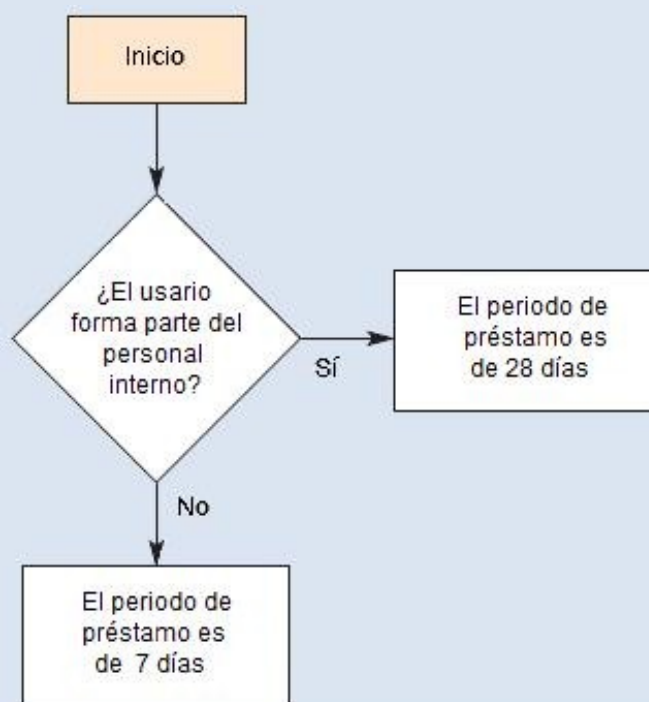 Inicio
¿El usario
forma parte del
personal
interno?
Sí
El periodo de
préstamo es
de 28 días
No
El periodo de
préstamo es
de 7 días